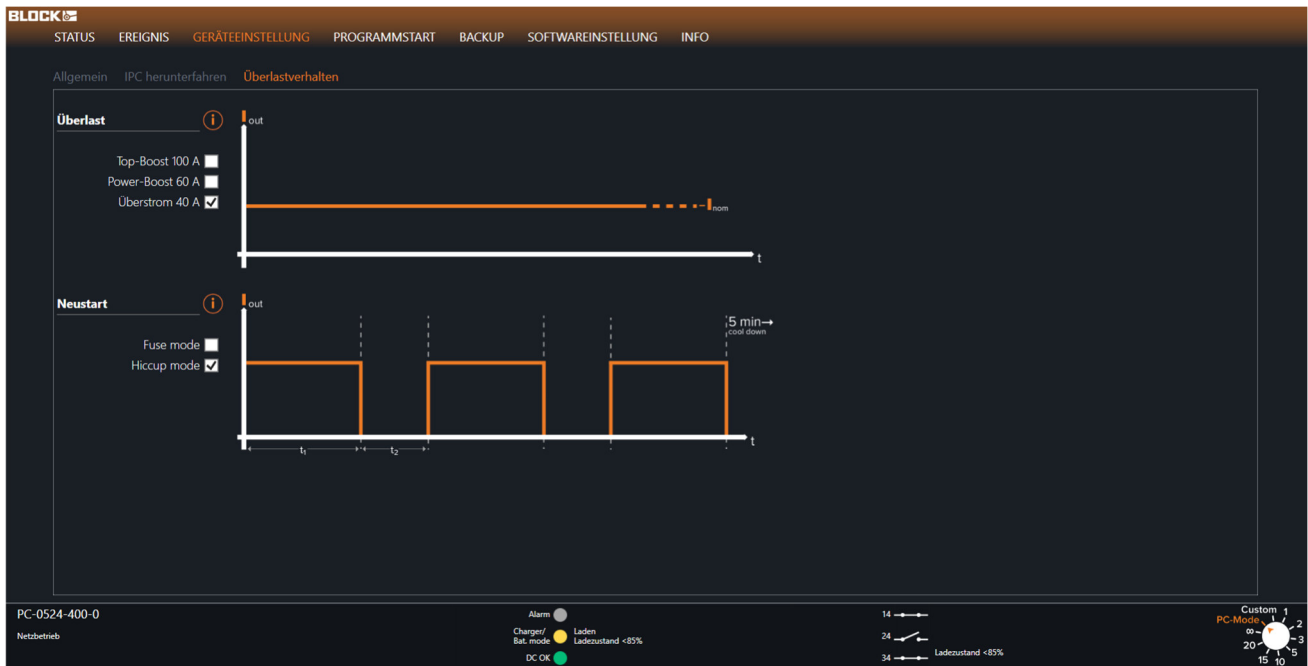 BLOCK
STATUS EREIGNIS GERÄTEEINSTELLUNG PROGRAMMSTART BACKUP SOFTWAREINSTELLUNG INFO
Allgemein IPC herunterfahren Überlastverhalten
Überlast i
I out
Top-Boost 100 A
Power-Boost 60 A
Überstrom 40 A
I nom
t
Neustart i
I out
5 min→
cool down
Fuse mode
Hiccup mode
t
t₁ t₂
PC-0524-400-0
Netzbetrieb
Alarm
Charger/
Bat. mode
Laden
Ladezustand <85%
DC OK
14
24
34
Ladezustand <85%
Custom
PC-Mode
∞
1
2
3
5
10
15
20